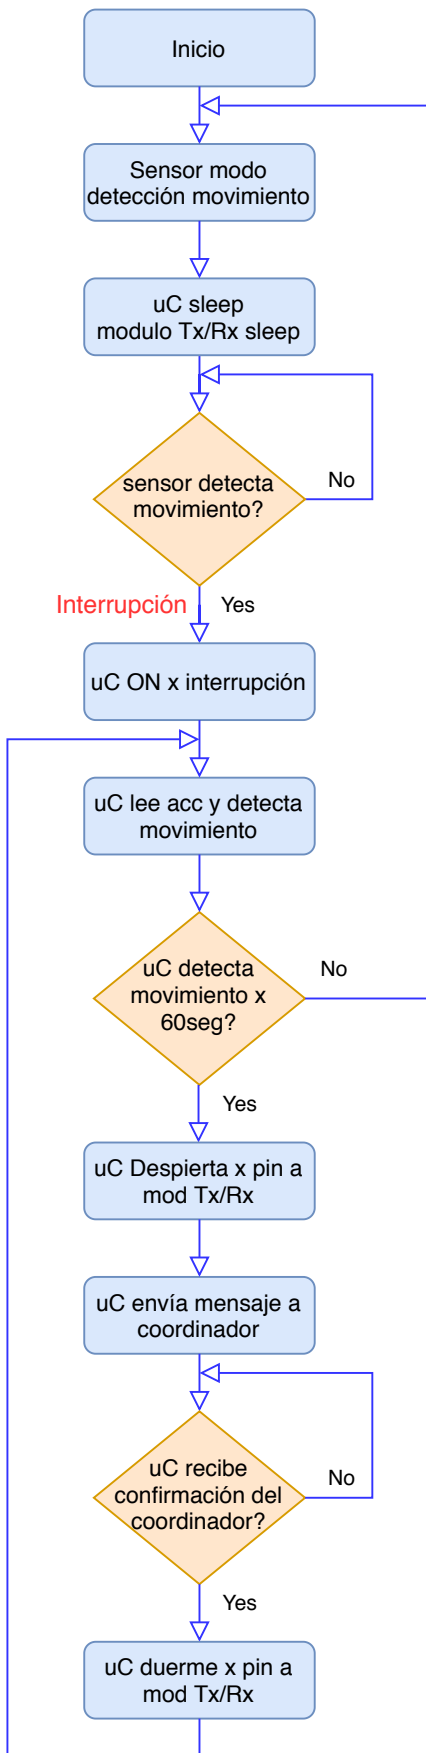 Inicio
Sensor modo
detección movimiento
uC sleep
modulo Tx/Rx sleep
sensor detecta
movimiento?
No
Interrupción
Yes
uC ON x interrupción
uC lee acc y detecta
movimiento
uC detecta
movimiento x
60seg?
No
Yes
uC Despierta x pin a
mod Tx/Rx
uC envía mensaje a
coordinador
uC recibe
confirmación del
coordinador?
No
Yes
uC duerme x pin a
mod Tx/Rx